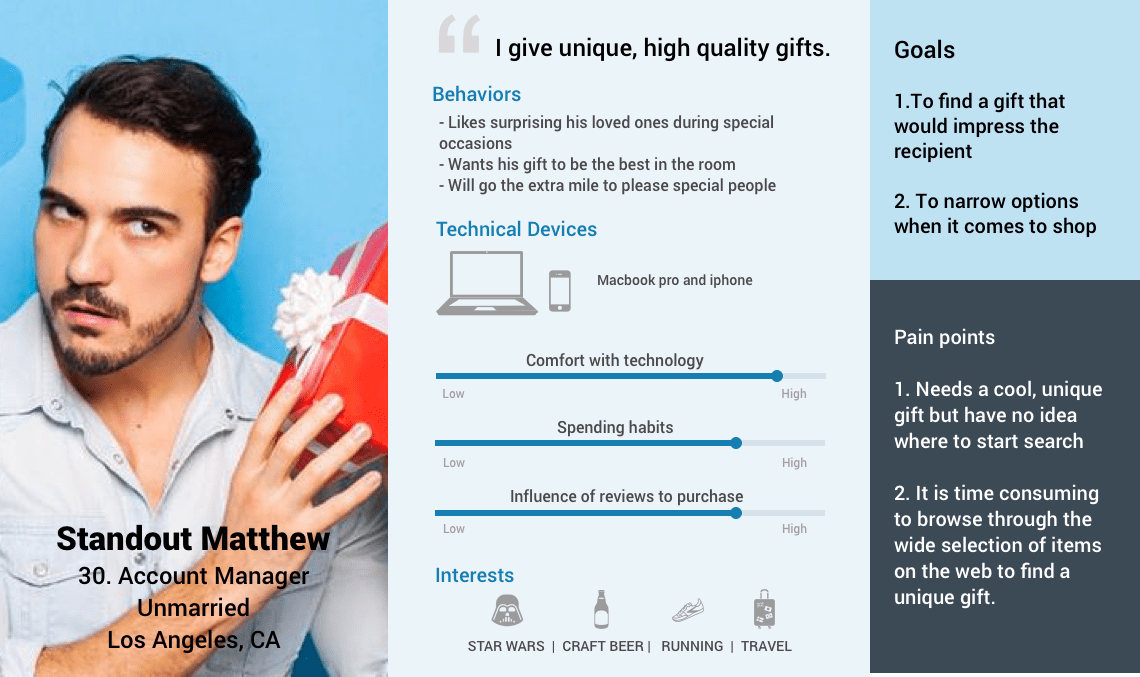 Standout Matthew
30. Account Manager
Unmarried
Los Angeles, CA
“
I give unique, high quality gifts.
Behaviors
- Likes surprising his loved ones during special
occasions
- Wants his gift to be the best in the room
- Will go the extra mile to please special people
Technical Devices
Macbook pro and iphone
Comfort with technology
Low High
Spending habits
Low High
Influence of reviews to purchase
Low High
Interests
STAR WARS | CRAFT BEER | RUNNING | TRAVEL
Goals
1.To find a gift that
would impress the
recipient
2. To narrow options
when it comes to shop
Pain points
1. Needs a cool, unique
gift but have no idea
where to start search
2. It is time consuming
to browse through the
wide selection of items
on the web to find a
unique gift.